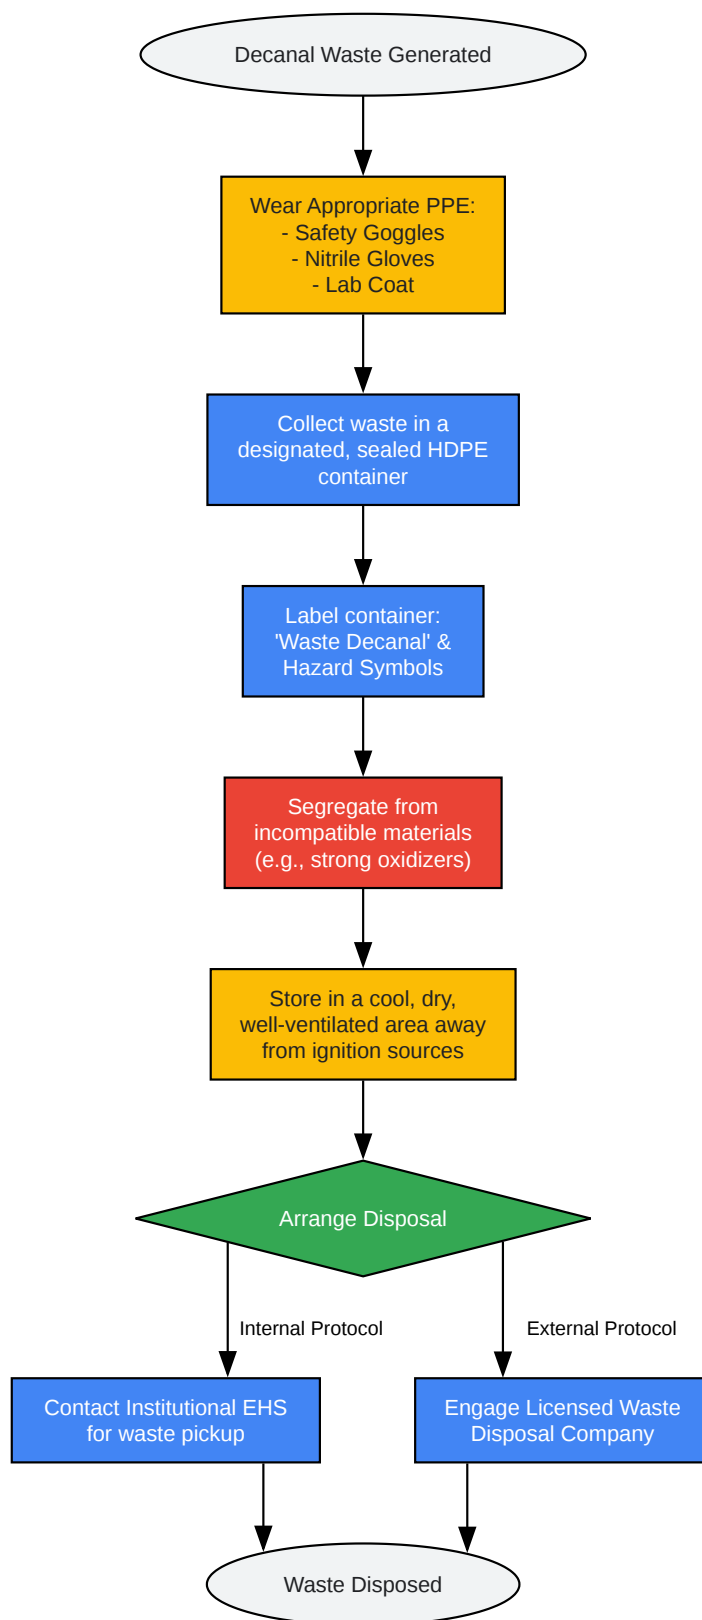 Decanal Waste Generated
Wear Appropriate PPE:
- Safety Goggles
- Nitrile Gloves
- Lab Coat
Collect waste in a
designated, sealed HDPE
container
Label container:
'Waste Decanal' &
Hazard Symbols
Segregate from
incompatible materials
(e.g., strong oxidizers)
Store in a cool, dry,
well-ventilated area away
from ignition sources
Arrange Disposal
Internal Protocol
External Protocol
Contact Institutional EHS
for waste pickup
Engage Licensed Waste
Disposal Company
Waste Disposed